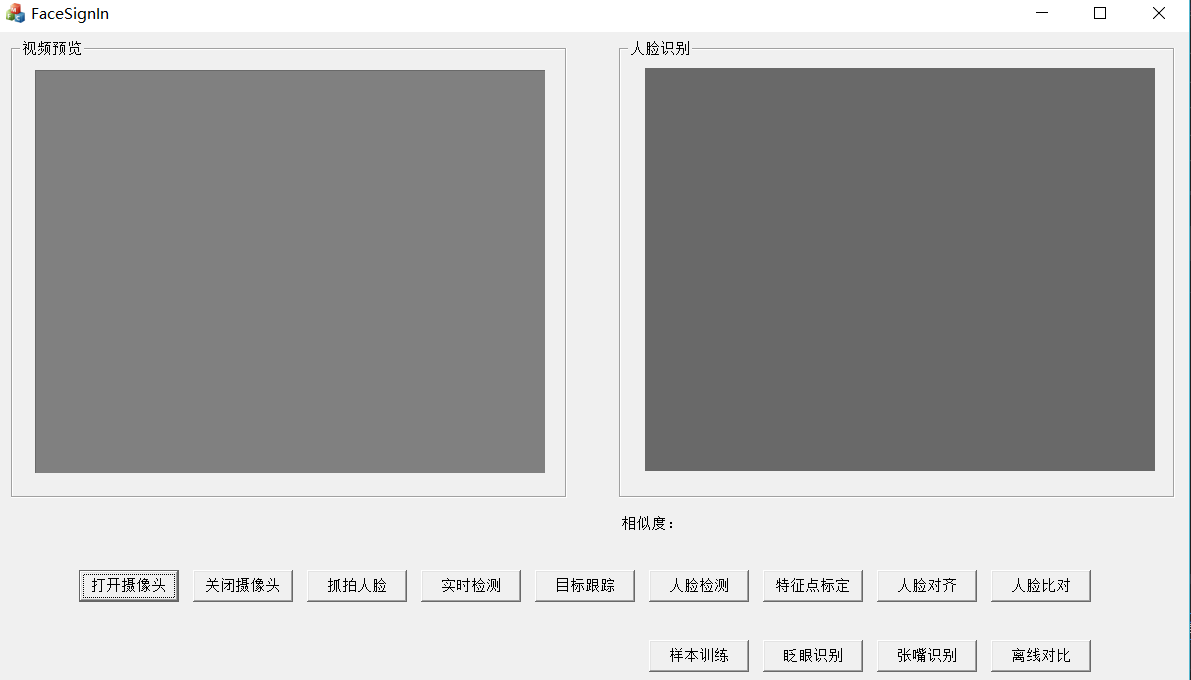 FaceSignIn
视频预览
人脸识别
相似度：
打开摄像头 关闭摄像头 抓拍人脸 实时检测 目标跟踪 人脸检测 特征点标定 人脸对齐 人脸比对
样本训练 眨眼识别 张嘴识别 离线对比